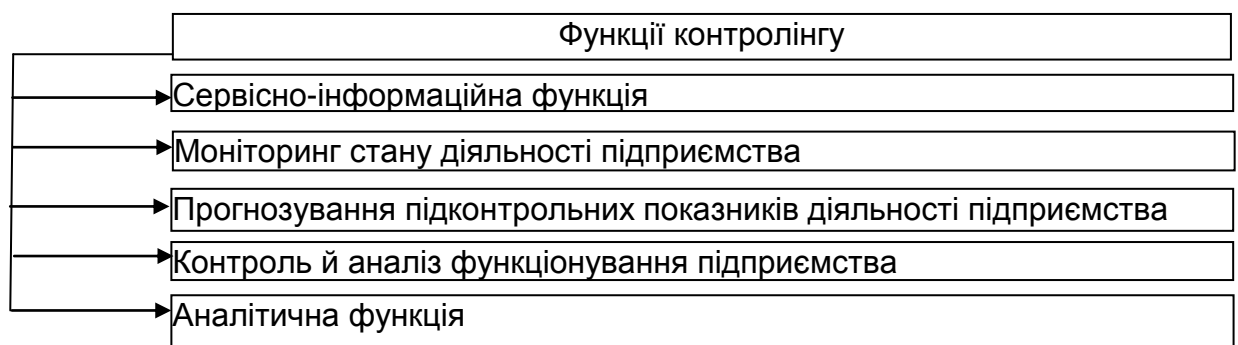 Функції контролінгу
Сервісно-інформаційна функція
Моніторинг стану діяльності підприємства
Прогнозування підконтрольних показників діяльності підприємства
Контроль й аналіз функціонування підприємства
Аналітична функція